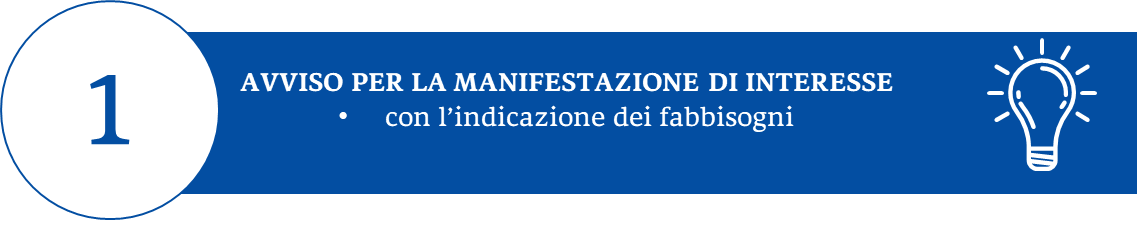 1
AVVISO PER LA MANIFESTAZIONE DI INTERESSE
• con l’indicazione dei fabbisogni